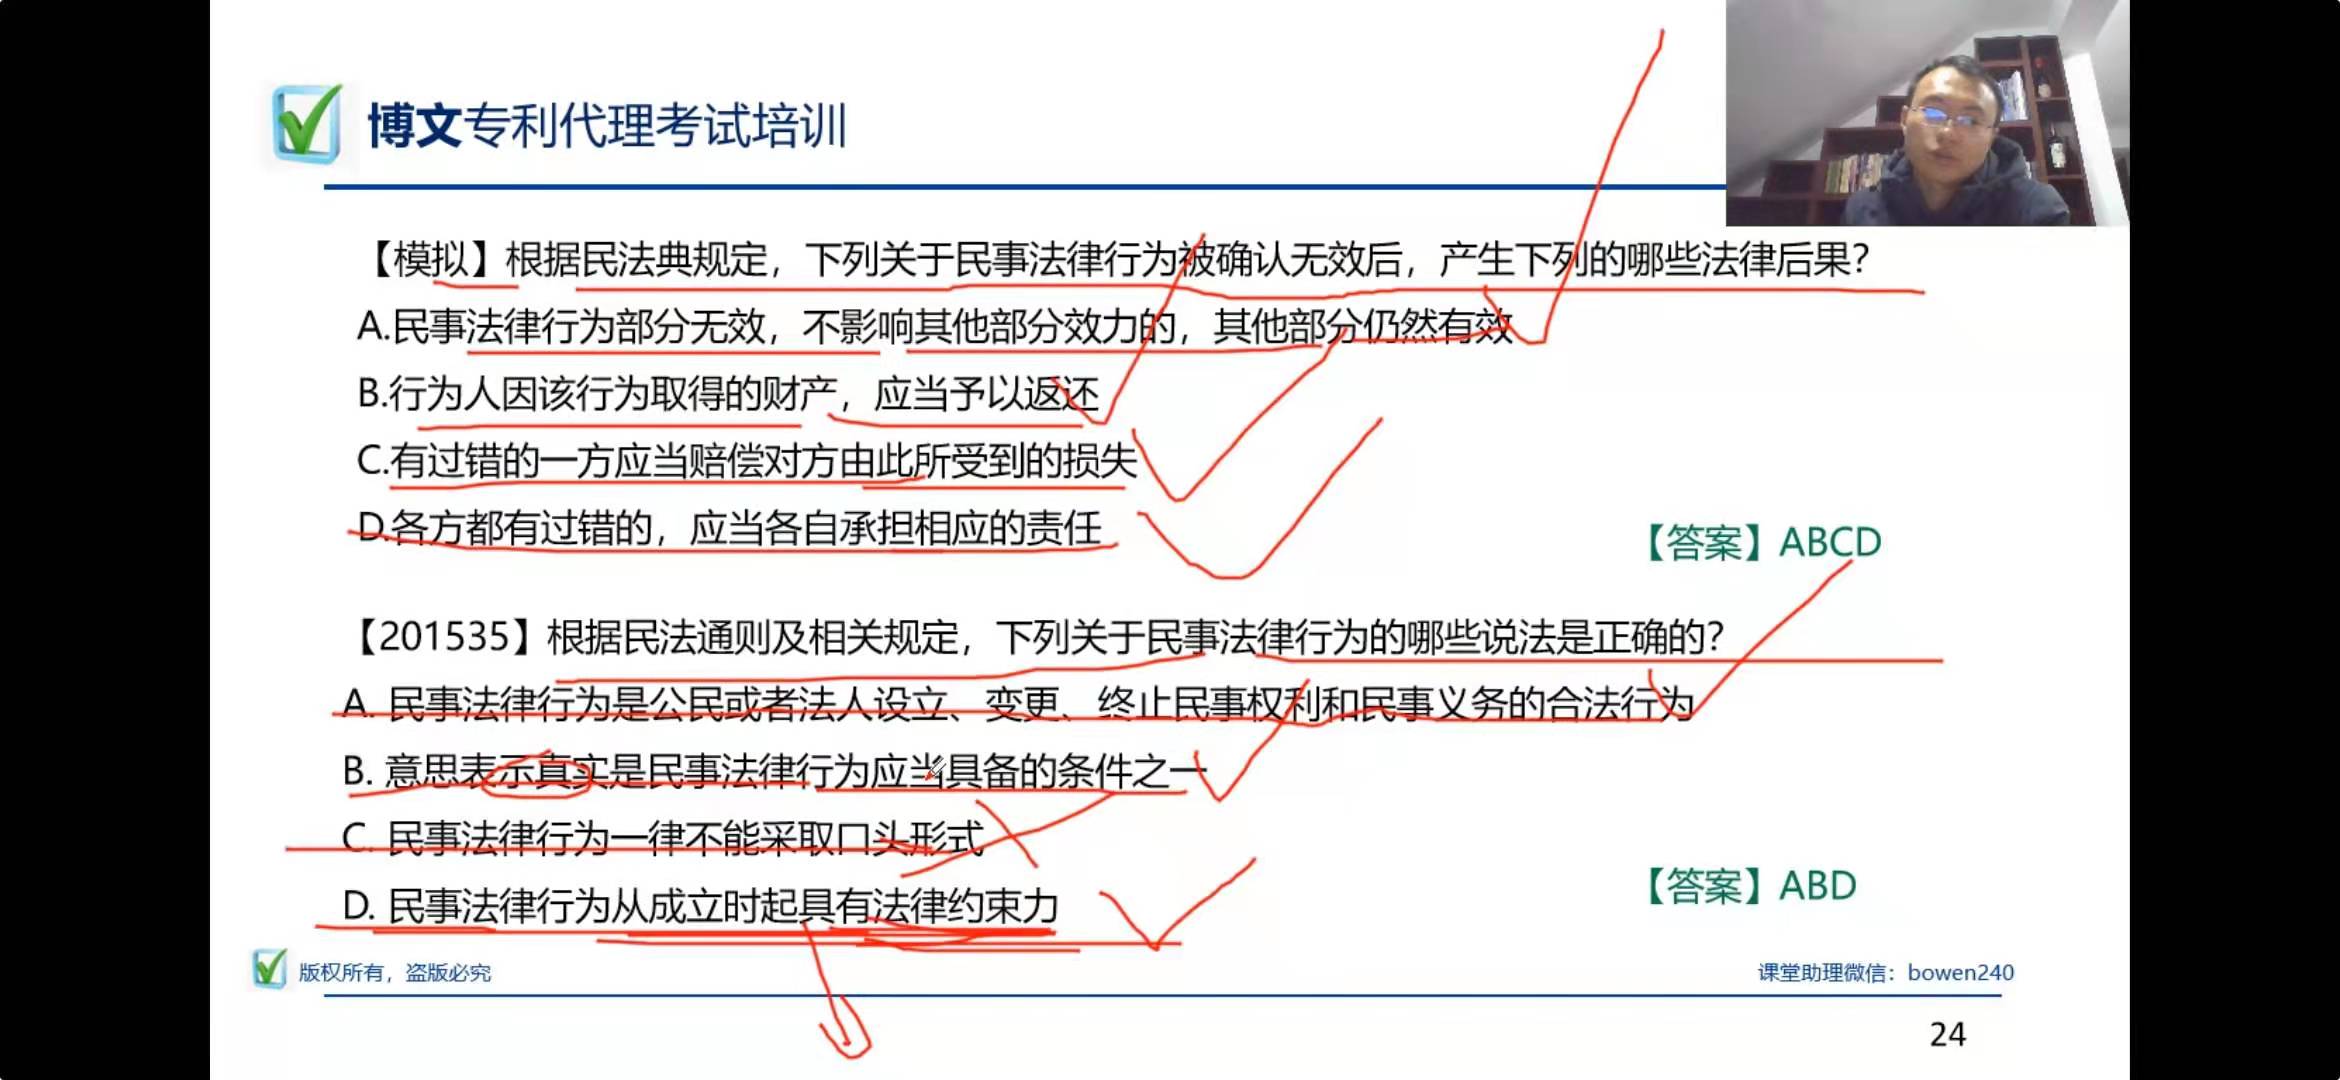 博文专利代理考试培训
【模拟】根据民法典规定，下列关于民事法律行为被确认无效后，产生下列的哪些法律后果？
A.民事法律行为部分无效，不影响其他部分效力的，其他部分仍然有效
B.行为人因该行为取得的财产，应当予以返还
C.有过错的一方应当赔偿对方由此所受到的损失
D.各方都有过错的，应当各自承担相应的责任
【答案】ABCD
【201535】根据民法通则及相关规定，下列关于民事法律行为的哪些说法是正确的？
A. 民事法律行为是公民或者法人设立、变更、终止民事权利和民事义务的合法行为
B. 意思表示真实是民事法律行为应当具备的条件之一
C. 民事法律行为一律不能采取口头形式
D. 民事法律行为从成立时起具有法律约束力
【答案】ABD
版权所有，盗版必究
课堂助理微信：bowen240
24